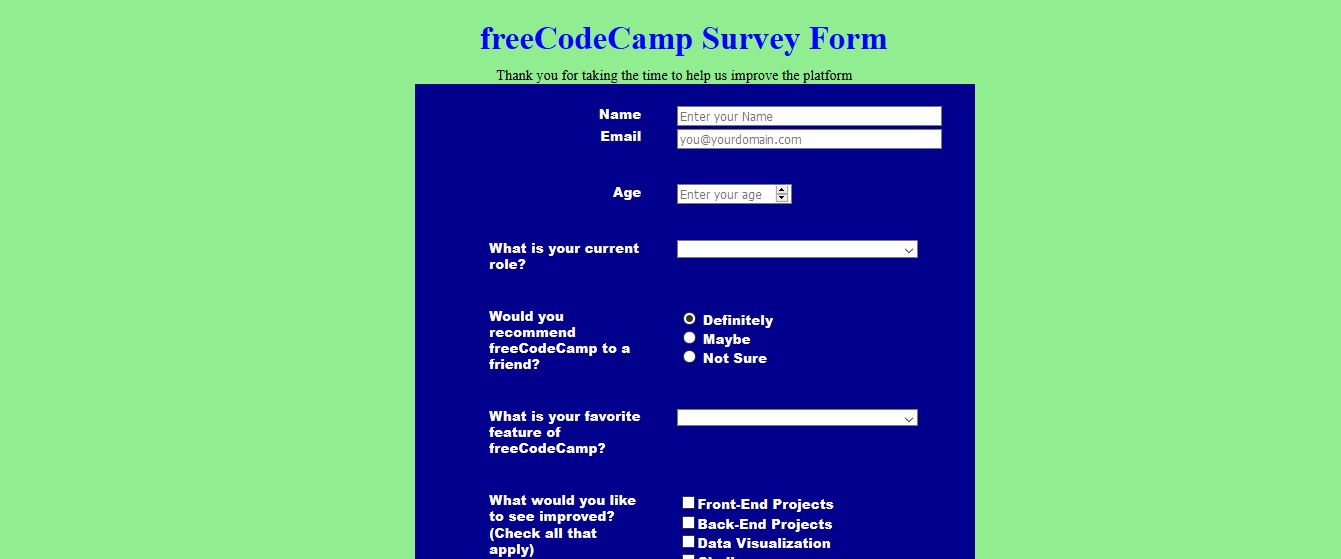 freeCodeCamp Survey Form
Thank you for taking the time to help us improve the platform
Name
Enter your Name
Email
you@yourdomain.com
Age
Enter your age
What is your current
role?
Would you
recommend
freeCodeCamp to a
friend?
Definitely
Maybe
Not Sure
What is your favorite
feature of
freeCodeCamp?
What would you like
to see improved?
(Check all that
apply)
Front-End Projects
Back-End Projects
Data Visualization